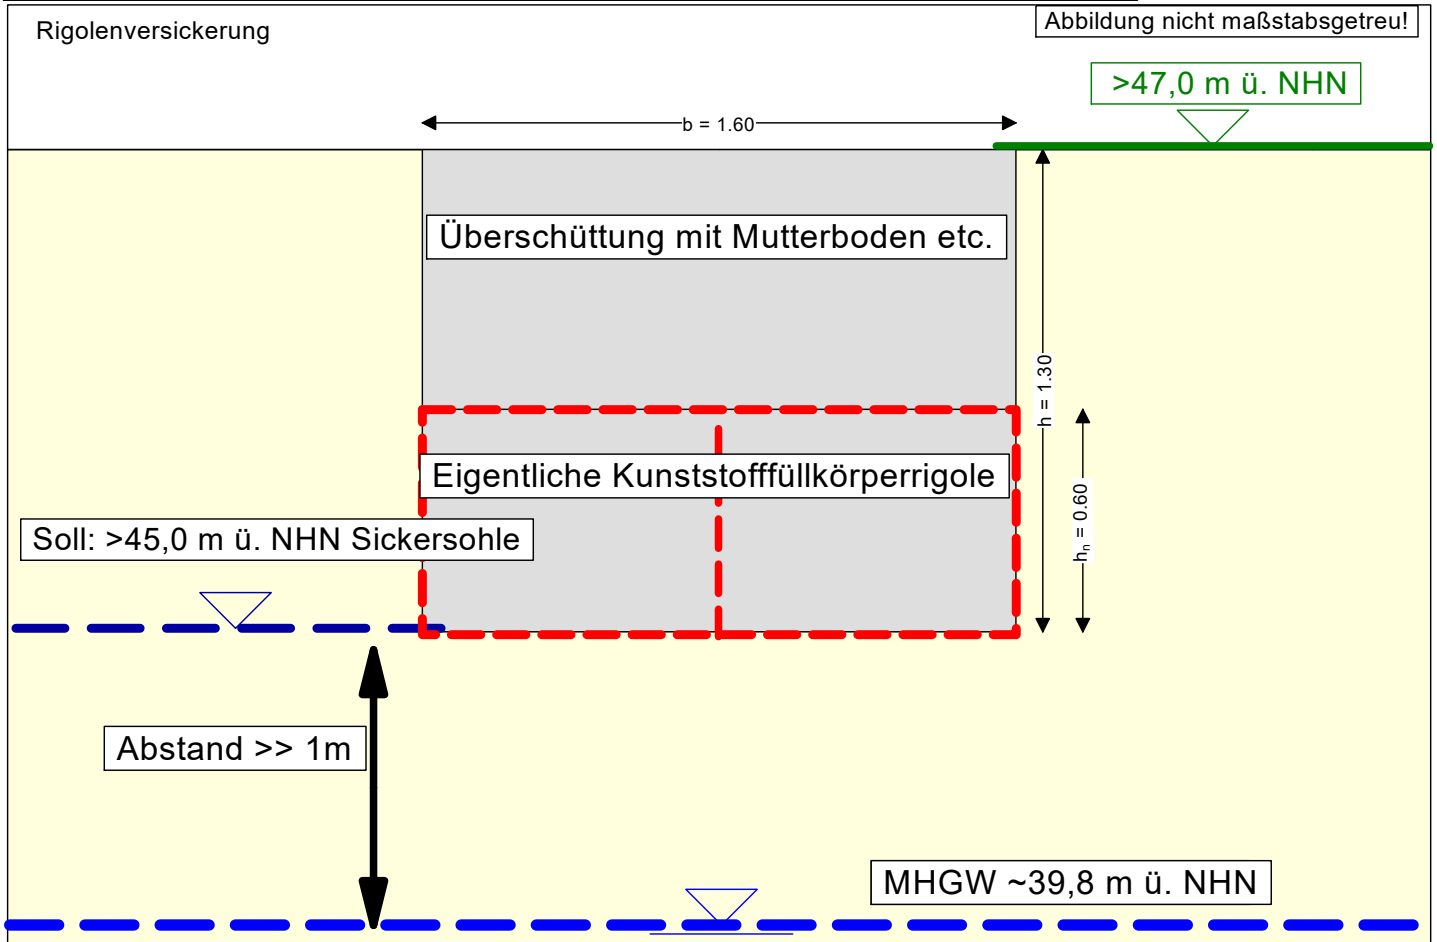 Rigolenversickerung
Abbildung nicht maßstabsgetreu!
>47,0 m ü. NHN
b = 1.60
Überschüttung mit Mutterboden etc.
h = 1.30
Eigentliche Kunststofffüllkörperrigole
hn = 0.60
Soll: >45,0 m ü. NHN Sickersohle
Abstand >> 1m
MHGW ~39,8 m ü. NHN